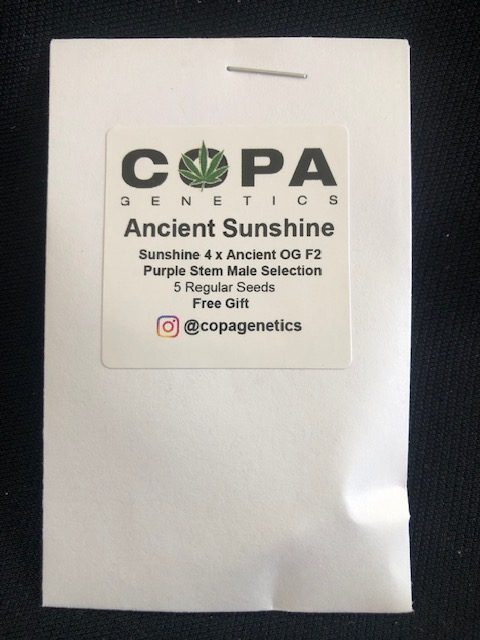 COPA
GENETICS
Ancient Sunshine
Sunshine 4 x Ancient OG F2
Purple Stem Male Selection
5 Regular Seeds
Free Gift
@copagenetics